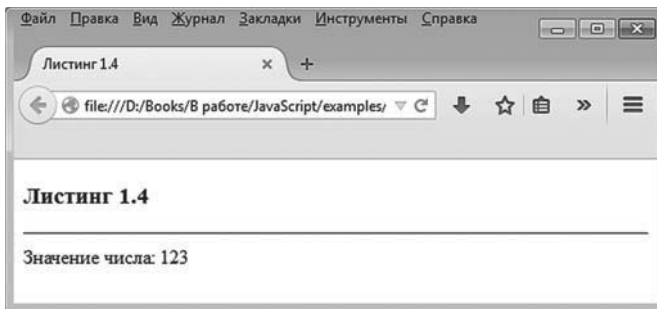 Файл Правка Вид Журнал Закладки Инструменты Справка
Листинг 1.4
file:///D:/Books/В работе/JavaScript/examples/
Листинг 1.4
Значение числа: 123